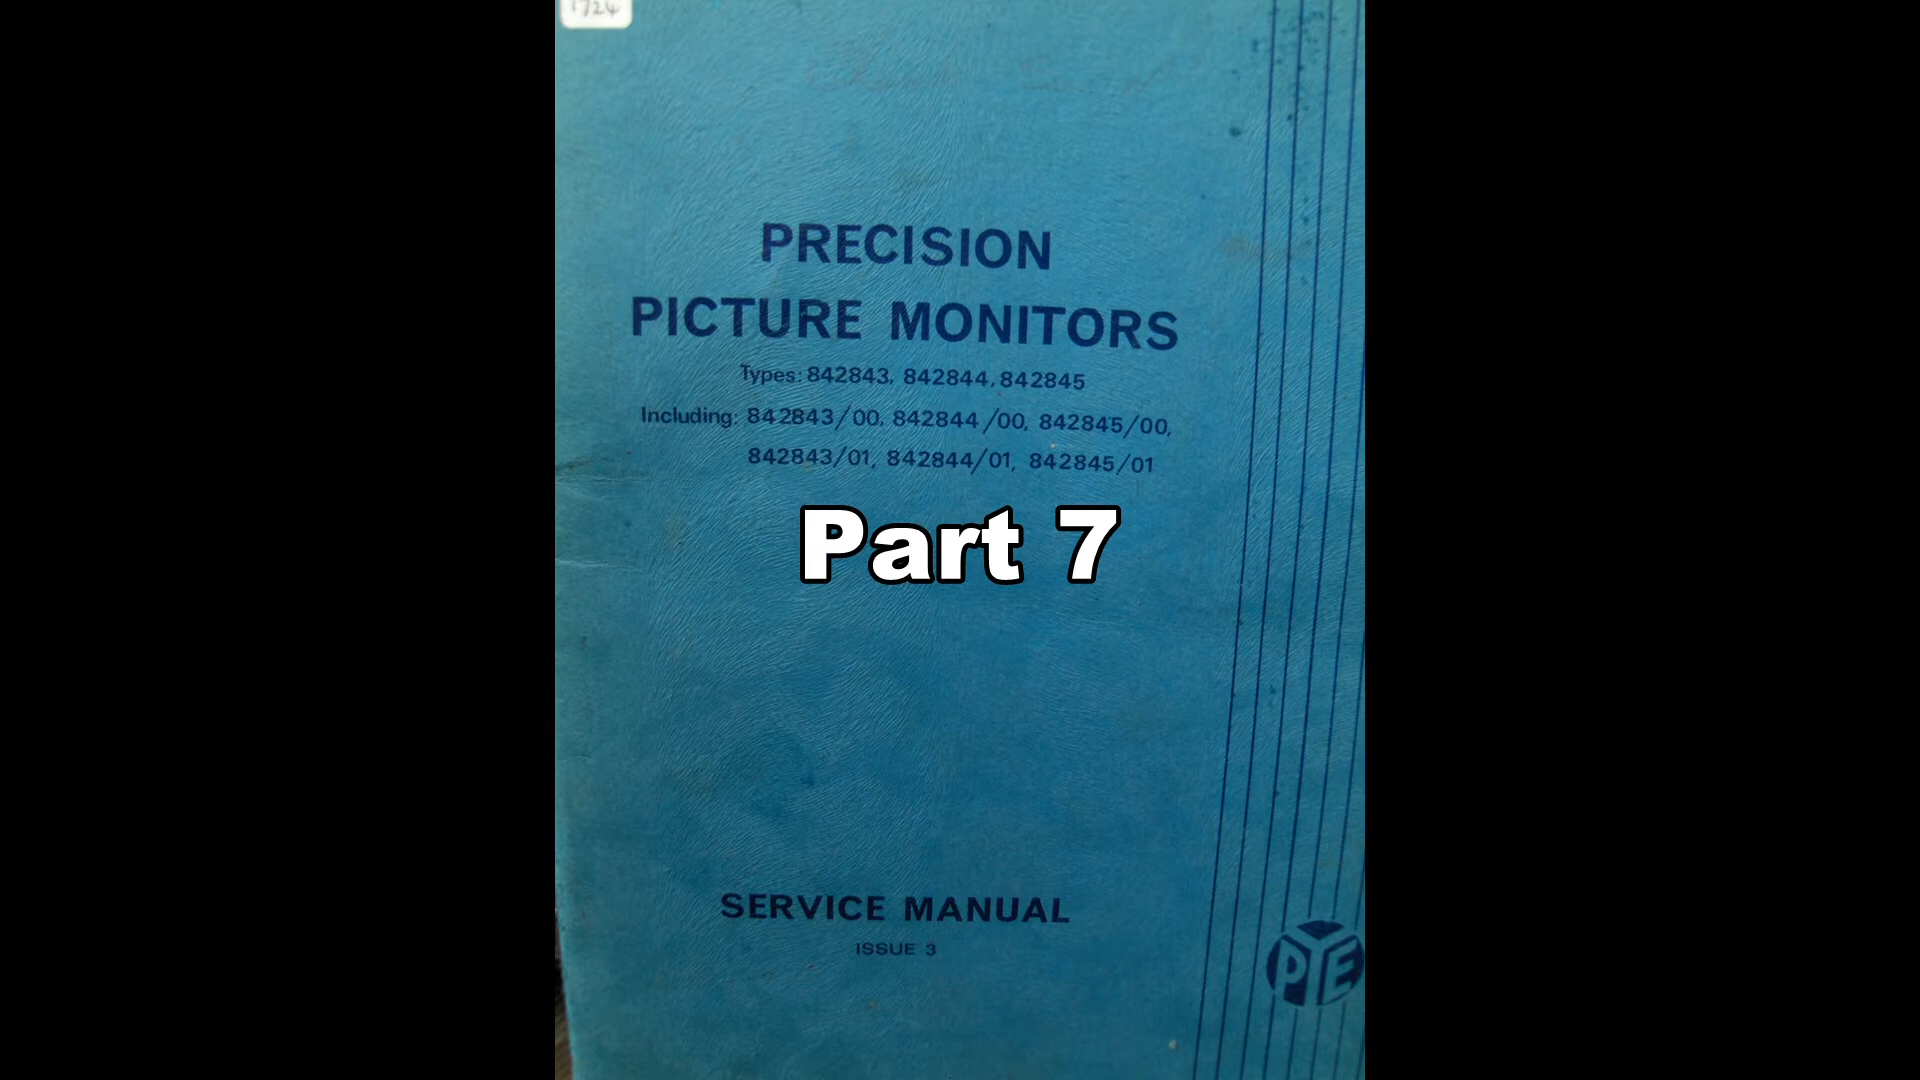 1724
PRECISION
PICTURE MONITORS
Types: 842843, 842844, 842845
Including: 842843/00, 842844/00, 842845/00,
842843/01, 842844/01, 842845/01
Part 7
SERVICE MANUAL
ISSUE 3
PYE